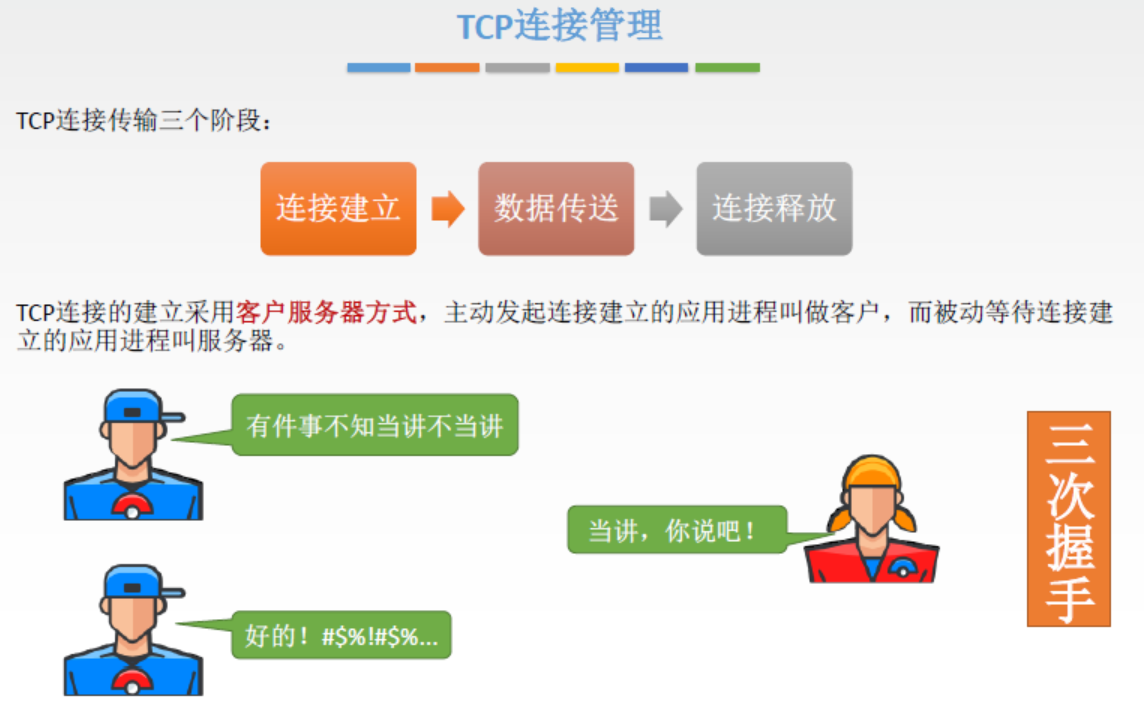 TCP连接管理
TCP连接传输三个阶段：
连接建立
数据传送
连接释放
TCP连接的建立采用客户服务器方式，主动发起连接建立的应用进程叫做客户，而被动等待连接建
立的应用进程叫服务器。
有件事不知当讲不当讲
当讲，你说吧！
好的！#$%!#$%...
三次握手